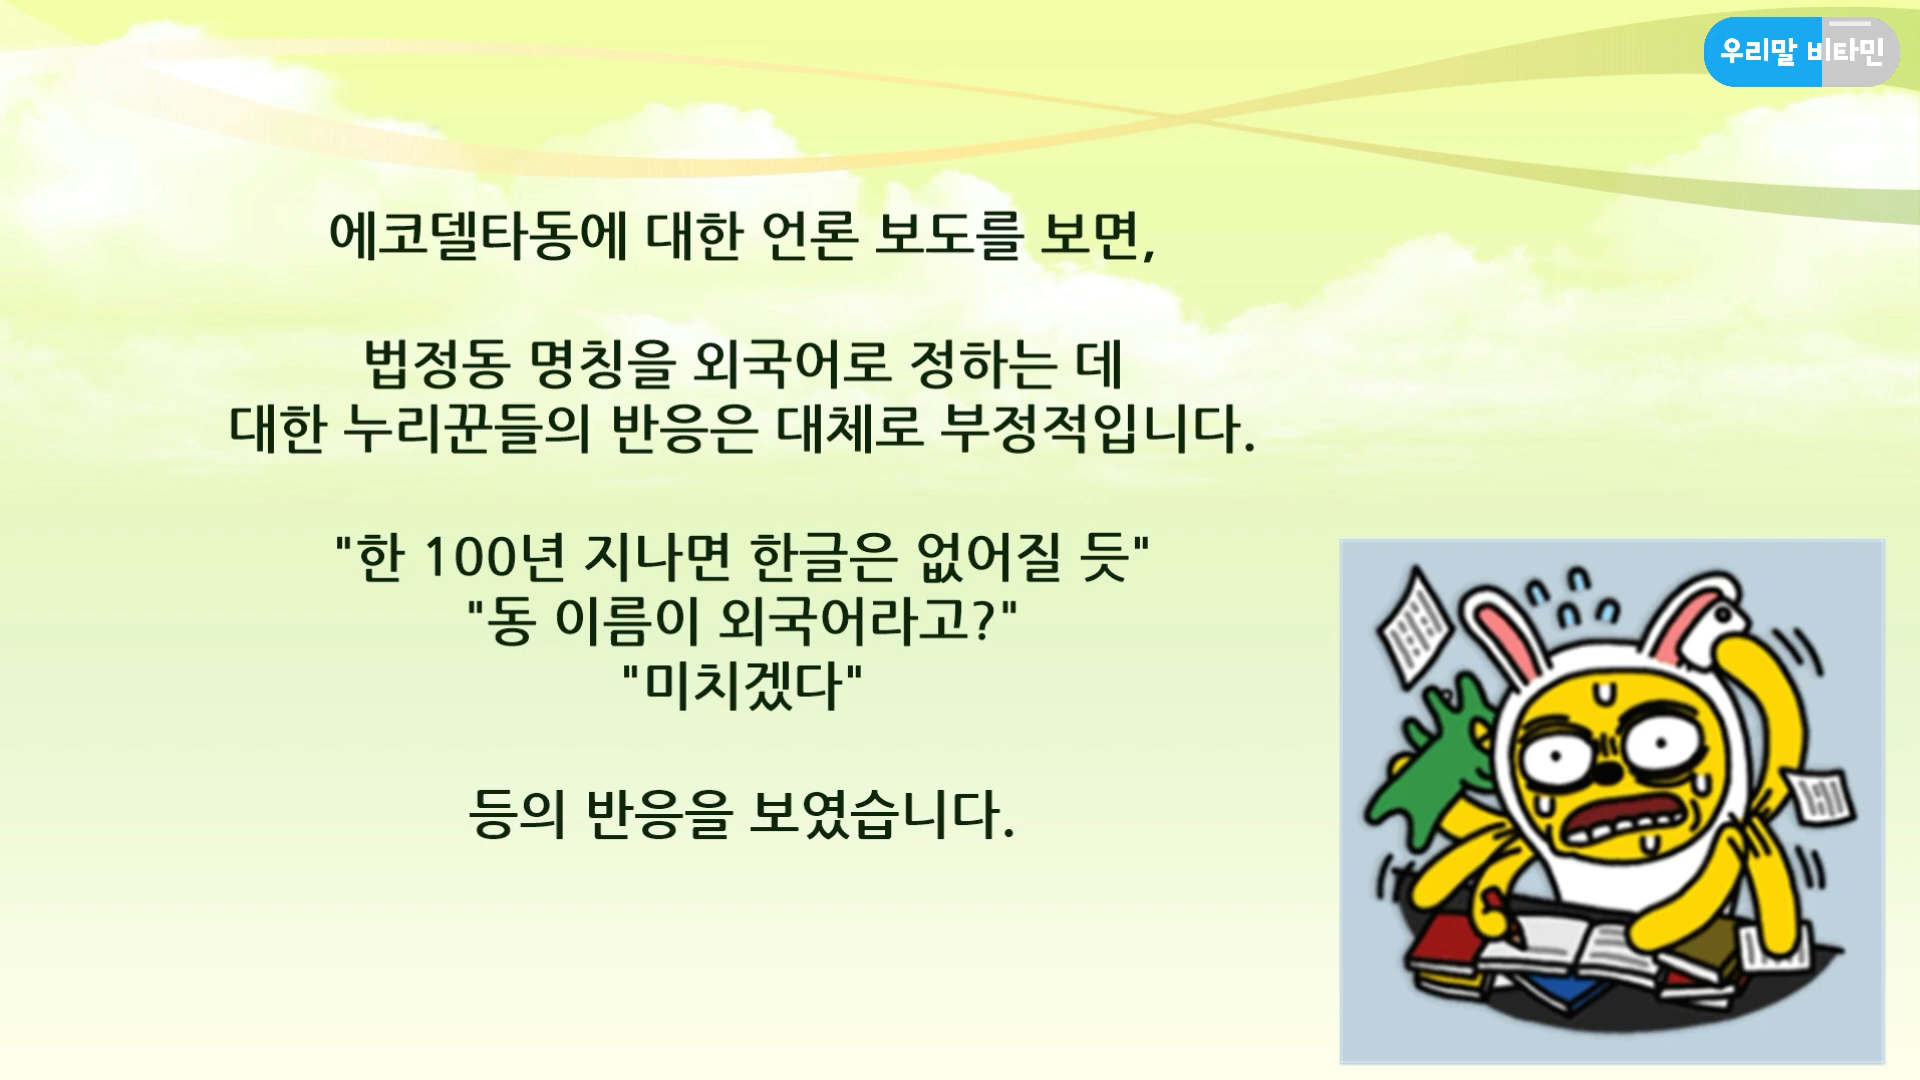 우리말 비타민
에코델타동에 대한 언론 보도를 보면,
법정동 명칭을 외국어로 정하는 데
대한 누리꾼들의 반응은 대체로 부정적입니다.
"한 100년 지나면 한글은 없어질 듯"
"동 이름이 외국어라고?"
"미치겠다"
등의 반응을 보였습니다.